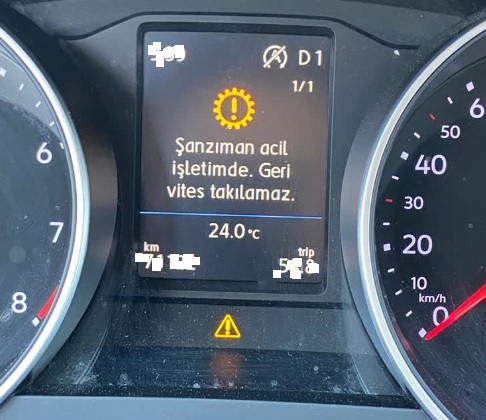 D1
1/1
Şanzıman acil
işletimde. Geri
vites takılamaz.
24.0 °C
km
trip
6
7
8
50
40
30
20
10
km/h
0